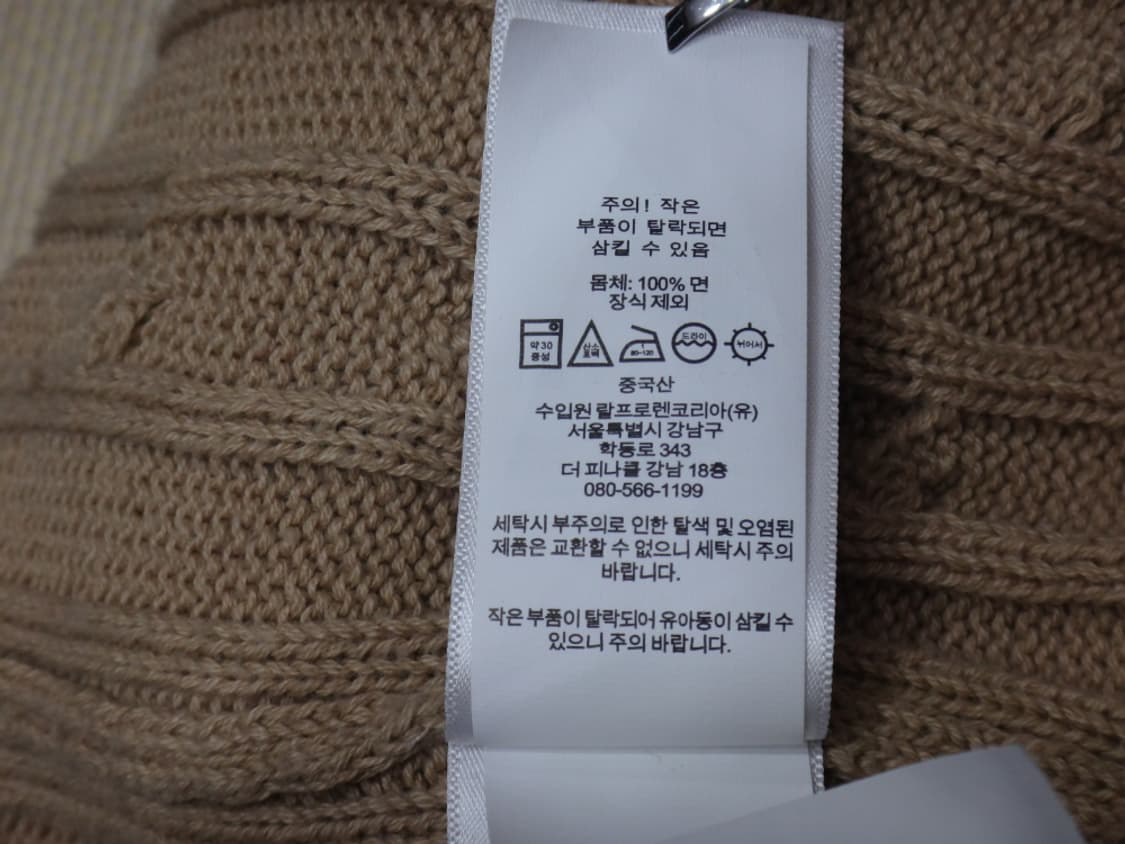 주의! 작은
부품이 탈락되면
삼킬 수 있음
몸체: 100% 면
장식 제외
약 30
중성
산소
표백
80-120
드라이
뉘어서
중국산
수입원 랄프로렌코리아(유)
서울특별시 강남구
학동로 343
더 피나클 강남 18층
080-566-1199
세탁시 부주의로 인한 탈색 및 오염된
제품은 교환할 수 없으니 세탁시 주의
바랍니다.
작은 부품이 탈락되어 유아동이 삼킬 수
있으니 주의 바랍니다.